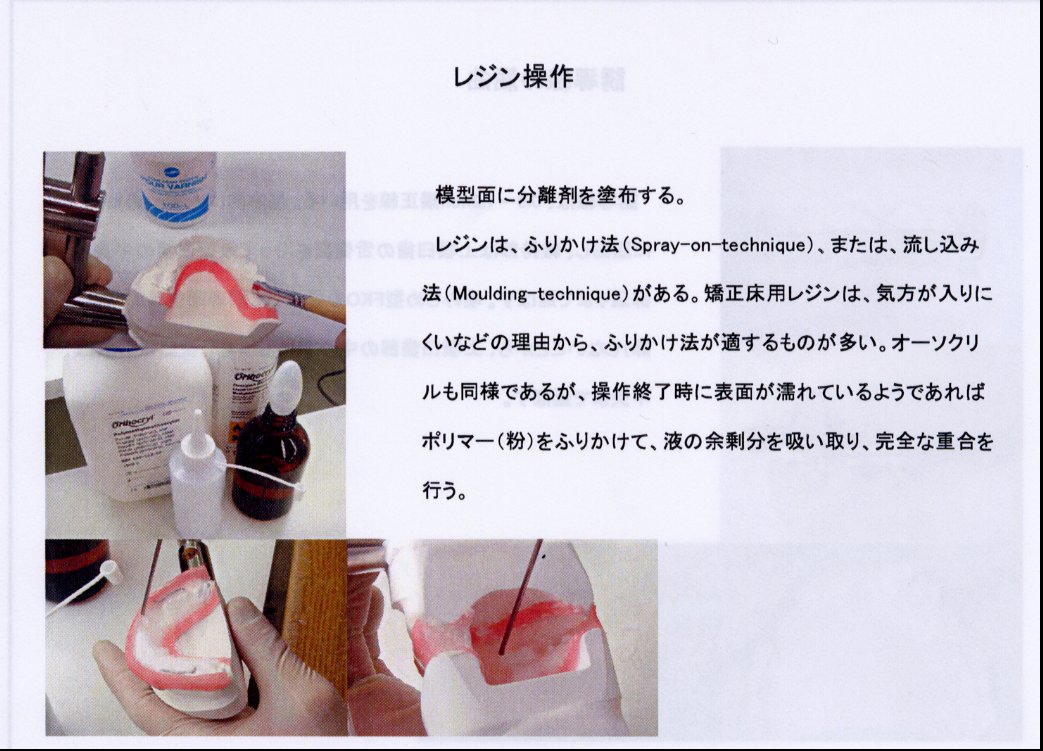 レジン操作
模型面に分離剤を塗布する。
レジンは、ふりかけ法（Spray-on-technique）、または、流し込み
法（Moulding-technique）がある。矯正床用レジンは、気方が入りに
くいなどの理由から、ふりかけ法が適するものが多い。オーソクリ
ルも同様であるが、操作終了時に表面が濡れているようであれば
ポリマー（粉）をふりかけて、液の余剰分を吸い取り、完全な重合を
行う。
Orthocryl
Orthocryl